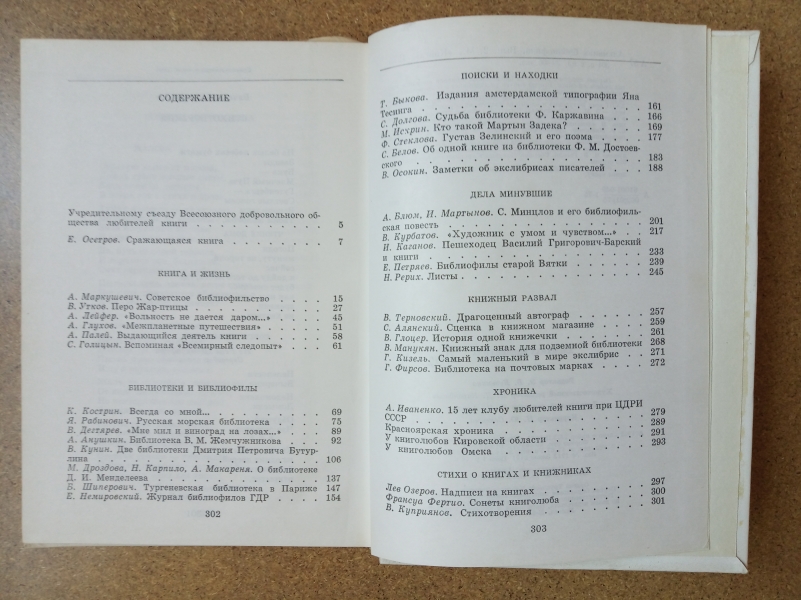 СОДЕРЖАНИЕ
Учредительному съезду Всесоюзного добровольного об-
щества любителей книги . . . . . . . . . . . 5
Е. Осетров. Сражающаяся книга . . . . . . . . . 7
КНИГА И ЖИЗНЬ
А. Маркушевич. Советское библиофильство . . . . 15
В. Утков. Перо Жар-птицы . . . . . . . . . . 27
А. Лейфер. «Вольность не дается даром...» . . . . 45
А. Глухов. «Межпланетные путешествия» . . . . . 51
А. Палей. Выдающийся деятель книги . . . . . . 58
С. Голицын. Вспоминая «Всемирный следопыт» . . . 61
БИБЛИОТЕКИ И БИБЛИОФИЛЫ
К. Кострин. Всегда со мной... . . . . . . . . . 69
Я. Рабинович. Русская морская библиотека . . . . 75
В. Дегтярев. «Мне мил и виноград на лозах...» . . . 89
А. Анушкин. Библиотека В. М. Жемчужникова . . . 92
В. Кунин. Две библиотеки Дмитрия Петровича Бутур-
лина . . . . . . . . . . . . . . . . 106
М. Дроздова, Н. Карпило, А. Макареня. О библиотеке
Д. И. Менделеева . . . . . . . . . . . . 137
Б. Шиперович. Тургеневская библиотека в Париже 147
Е. Немировский. Журнал библиофилов ГДР . . . . 154
302
ПОИСКИ И НАХОДКИ
Т. Быкова. Издания амстердамской типографии Яна
Тесинга . . . . . . . . . . . . . . . . 161
С. Долгова. Судьба библиотеки Ф. Каржавина . . . 166
М. Исхрин. Кто такой Мартын Задека? . . . . . . 169
Ф. Стеклова. Густав Зелинский и его поэма . . . . 177
С. Белов. Об одной книге из библиотеки Ф. М. Достоев-
ского . . . . . . . . . . . . . . . . 183
В. Осокин. Заметки об экслибрисах писателей . . . 188
ДЕЛА МИНУВШИЕ
А. Блюм, И. Мартынов. С. Минцлов и его библиофиль-
ская повесть . . . . . . . . . . . . . . 201
В. Курбатов. «Художник с умом и чувством...» . . 217
И. Каганов. Пешеходец Василий Григорович-Барский
и книги . . . . . . . . . . . . . . . . 233
Е. Петряев. Библиофилы старой Вятки . . . . . . 239
Н. Рерих. Листы . . . . . . . . . . . . . 245
КНИЖНЫЙ РАЗВАЛ
В. Терновский. Драгоценный автограф . . . . . . 257
С. Алянский. Сценка в книжном магазине . . . . 259
В. Глоцер. История одной книжечки . . . . . . . 261
В. Манукян. Книжный знак для подземной библиотеки 268
Г. Кизель. Самый маленький в мире экслибрис . . . 271
Г. Фирсов. Библиотека на почтовых марках . . . . 272
ХРОНИКА
А. Иваненко. 15 лет клубу любителей книги при ЦДРИ
СССР . . . . . . . . . . . . . . . . 279
Красноярская хроника . . . . . . . . . . . 289
У книголюбов Кировской области . . . . . . . 291
У книголюбов Омска . . . . . . . . . . . . 293
СТИХИ О КНИГАХ И КНИЖНИКАХ
Лев Озеров. Надписи на книгах . . . . . . . . 297
Франсуа Фертио. Сонеты книголюба . . . . . . . 300
В. Куприянов. Стихотворения . . . . . . . . . 301
303